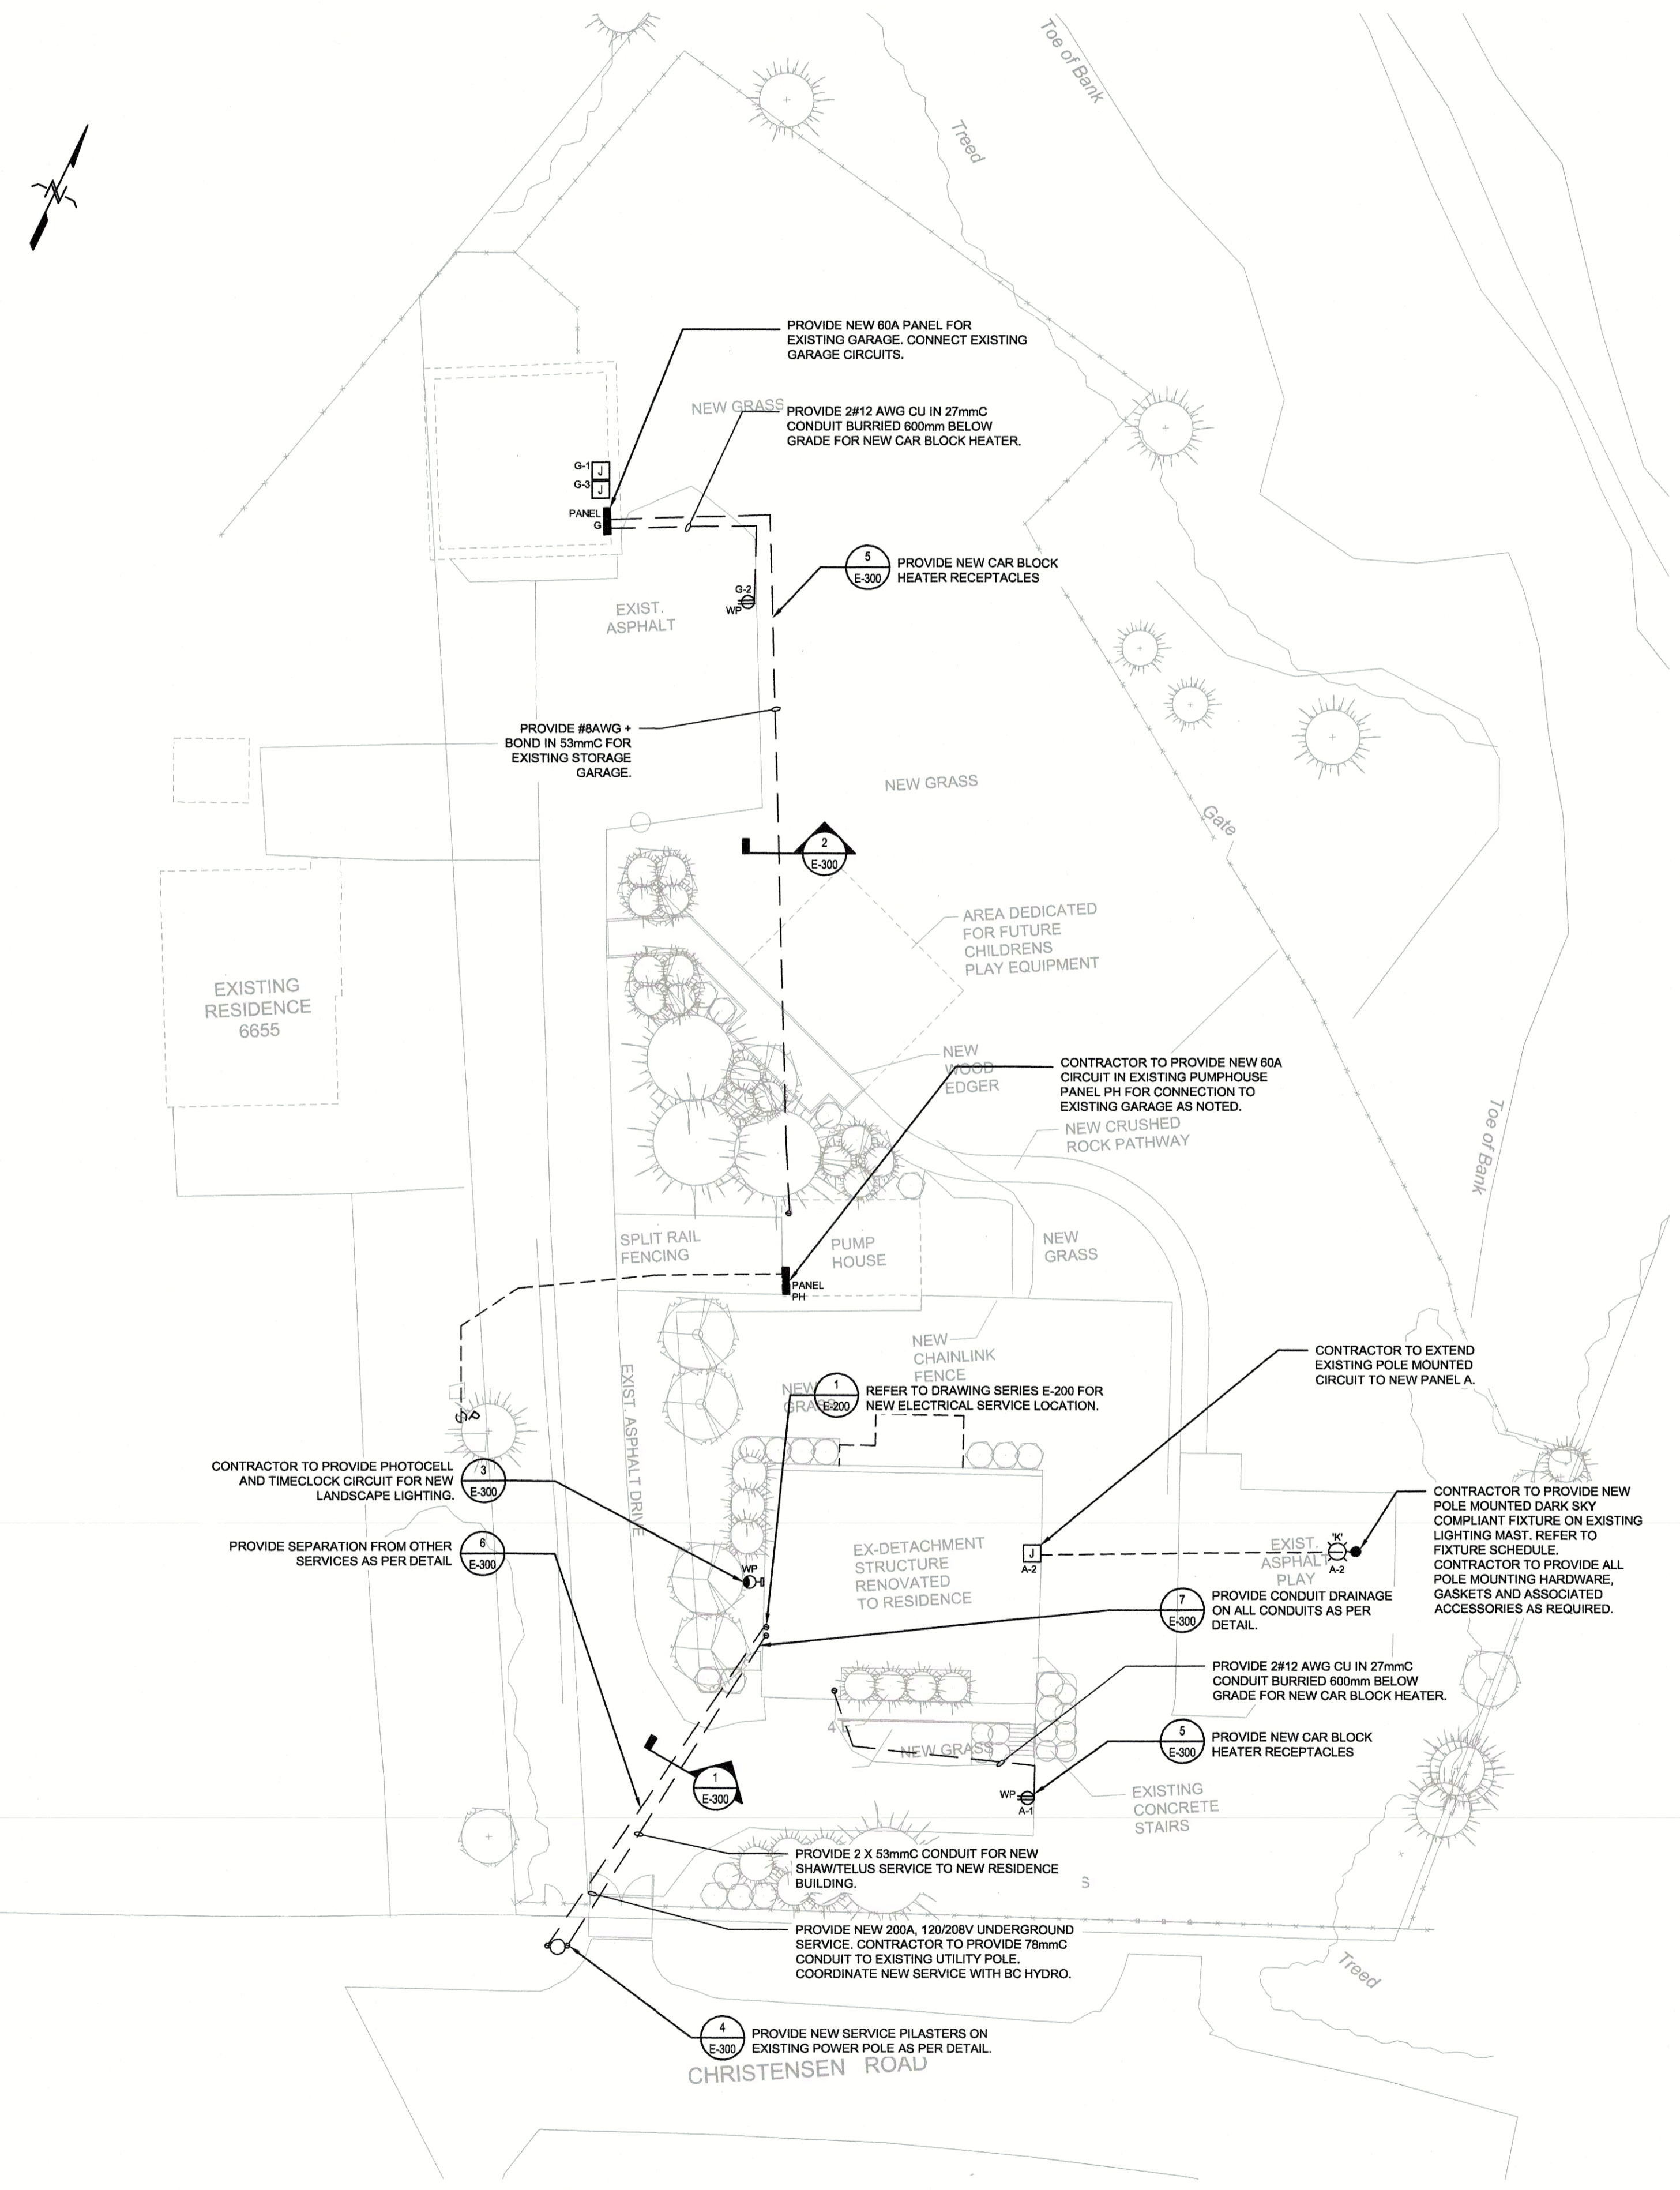 Toe of Bank
Treed
N
PROVIDE NEW 60A PANEL FOR
EXISTING GARAGE. CONNECT EXISTING
GARAGE CIRCUITS.
NEW GRASS
PROVIDE 2#12 AWG CU IN 27mmC
CONDUIT BURRIED 600mm BELOW
GRADE FOR NEW CAR BLOCK HEATER.
G-1 J
G-3 J
PANEL
G
5
E-300
PROVIDE NEW CAR BLOCK
HEATER RECEPTACLES
G-2
WP
EXIST.
ASPHALT
PROVIDE #8AWG +
BOND IN 53mmC FOR
EXISTING STORAGE
GARAGE.
NEW GRASS
Gate
2
E-300
AREA DEDICATED
FOR FUTURE
CHILDRENS
PLAY EQUIPMENT
EXISTING
RESIDENCE
6655
NEW
WOOD
EDGER
CONTRACTOR TO PROVIDE NEW 60A
CIRCUIT IN EXISTING PUMPHOUSE
PANEL PH FOR CONNECTION TO
EXISTING GARAGE AS NOTED.
NEW CRUSHED
ROCK PATHWAY
Toe of Bank
SPLIT RAIL
FENCING
PUMP
HOUSE
NEW
GRASS
PANEL
PH
NEW
CHAINLINK
FENCE
CONTRACTOR TO EXTEND
EXISTING POLE MOUNTED
CIRCUIT TO NEW PANEL A.
EXIST. ASPHALT DRIVE
NEW
GRASS
1
E-200
REFER TO DRAWING SERIES E-200 FOR
NEW ELECTRICAL SERVICE LOCATION.
CONTRACTOR TO PROVIDE PHOTOCELL
AND TIMECLOCK CIRCUIT FOR NEW
LANDSCAPE LIGHTING.
3
E-300
CONTRACTOR TO PROVIDE NEW
POLE MOUNTED DARK SKY
COMPLIANT FIXTURE ON EXISTING
LIGHTING MAST. REFER TO
FIXTURE SCHEDULE.
CONTRACTOR TO PROVIDE ALL
POLE MOUNTING HARDWARE,
GASKETS AND ASSOCIATED
ACCESSORIES AS REQUIRED.
PROVIDE SEPARATION FROM OTHER
SERVICES AS PER DETAIL
6
E-300
WP
EX-DETACHMENT
STRUCTURE
RENOVATED
TO RESIDENCE
J
A-2
EXIST.
ASPHALT
PLAY
'K'
A-2
7
E-300
PROVIDE CONDUIT DRAINAGE
ON ALL CONDUITS AS PER
DETAIL.
PROVIDE 2#12 AWG CU IN 27mmC
CONDUIT BURRIED 600mm BELOW
GRADE FOR NEW CAR BLOCK HEATER.
4
NEW GRASS
5
E-300
PROVIDE NEW CAR BLOCK
HEATER RECEPTACLES
1
E-300
WP
A-1
EXISTING
CONCRETE
STAIRS
PROVIDE 2 X 53mmC CONDUIT FOR NEW
SHAW/TELUS SERVICE TO NEW RESIDENCE
BUILDING.
S
PROVIDE NEW 200A, 120/208V UNDERGROUND
SERVICE. CONTRACTOR TO PROVIDE 78mmC
CONDUIT TO EXISTING UTILITY POLE.
COORDINATE NEW SERVICE WITH BC HYDRO.
Treed
4
E-300
PROVIDE NEW SERVICE PILASTERS ON
EXISTING POWER POLE AS PER DETAIL.
CHRISTENSEN ROAD